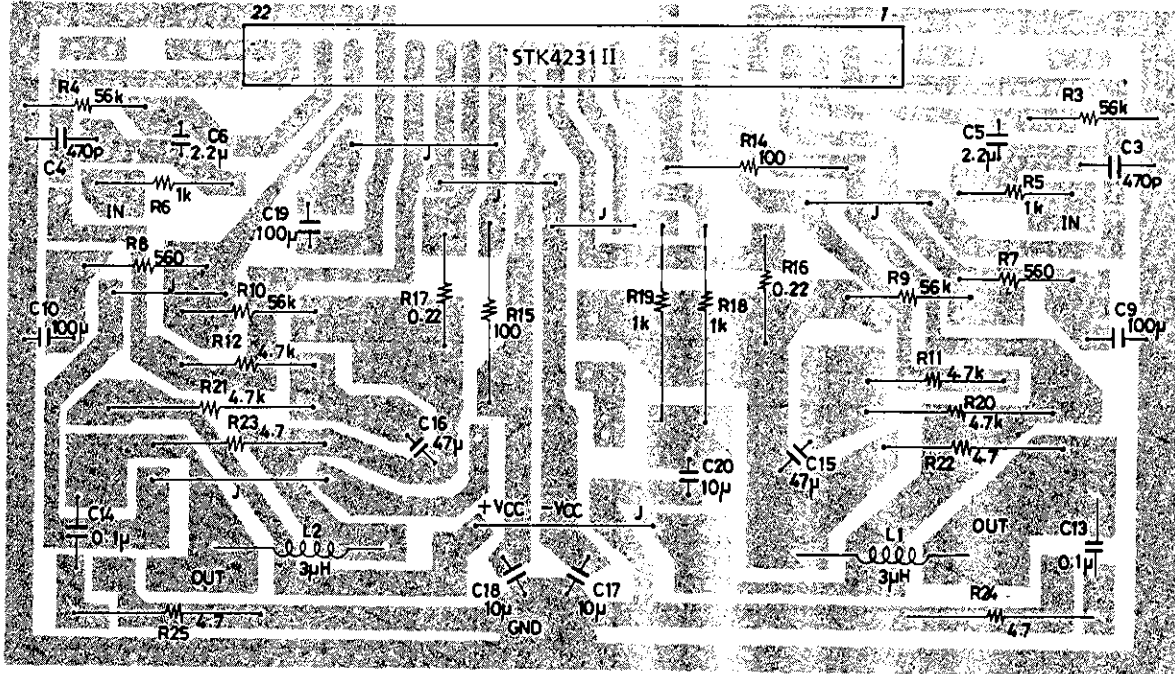 22
1
STK4231 II
R4
56k
C4
470p
C6
2.2µ
R6
1k
IN
C19
100µ
J
J
J
R14
100
R3
56k
C5
2.2µ
C3
470p
R5
1k
IN
J
R8
560
J
C10
100µ
R10
56k
R12
4.7k
R21
4.7k
R23
4.7
J
C16
47µ
R17
0.22
R15
100
R19
1k
R18
1k
R16
0.22
R9
56k
R7
560
C9
100µ
R11
4.7k
R20
4.7k
R22
4.7
C15
47µ
C20
10µ
+VCC
-VCC
J
C14
0.1µ
L2
3µH
OUT
R25
4.7
C18
10µ
C17
10µ
GND
L1
3µH
OUT
C13
0.1µ
R24
4.7